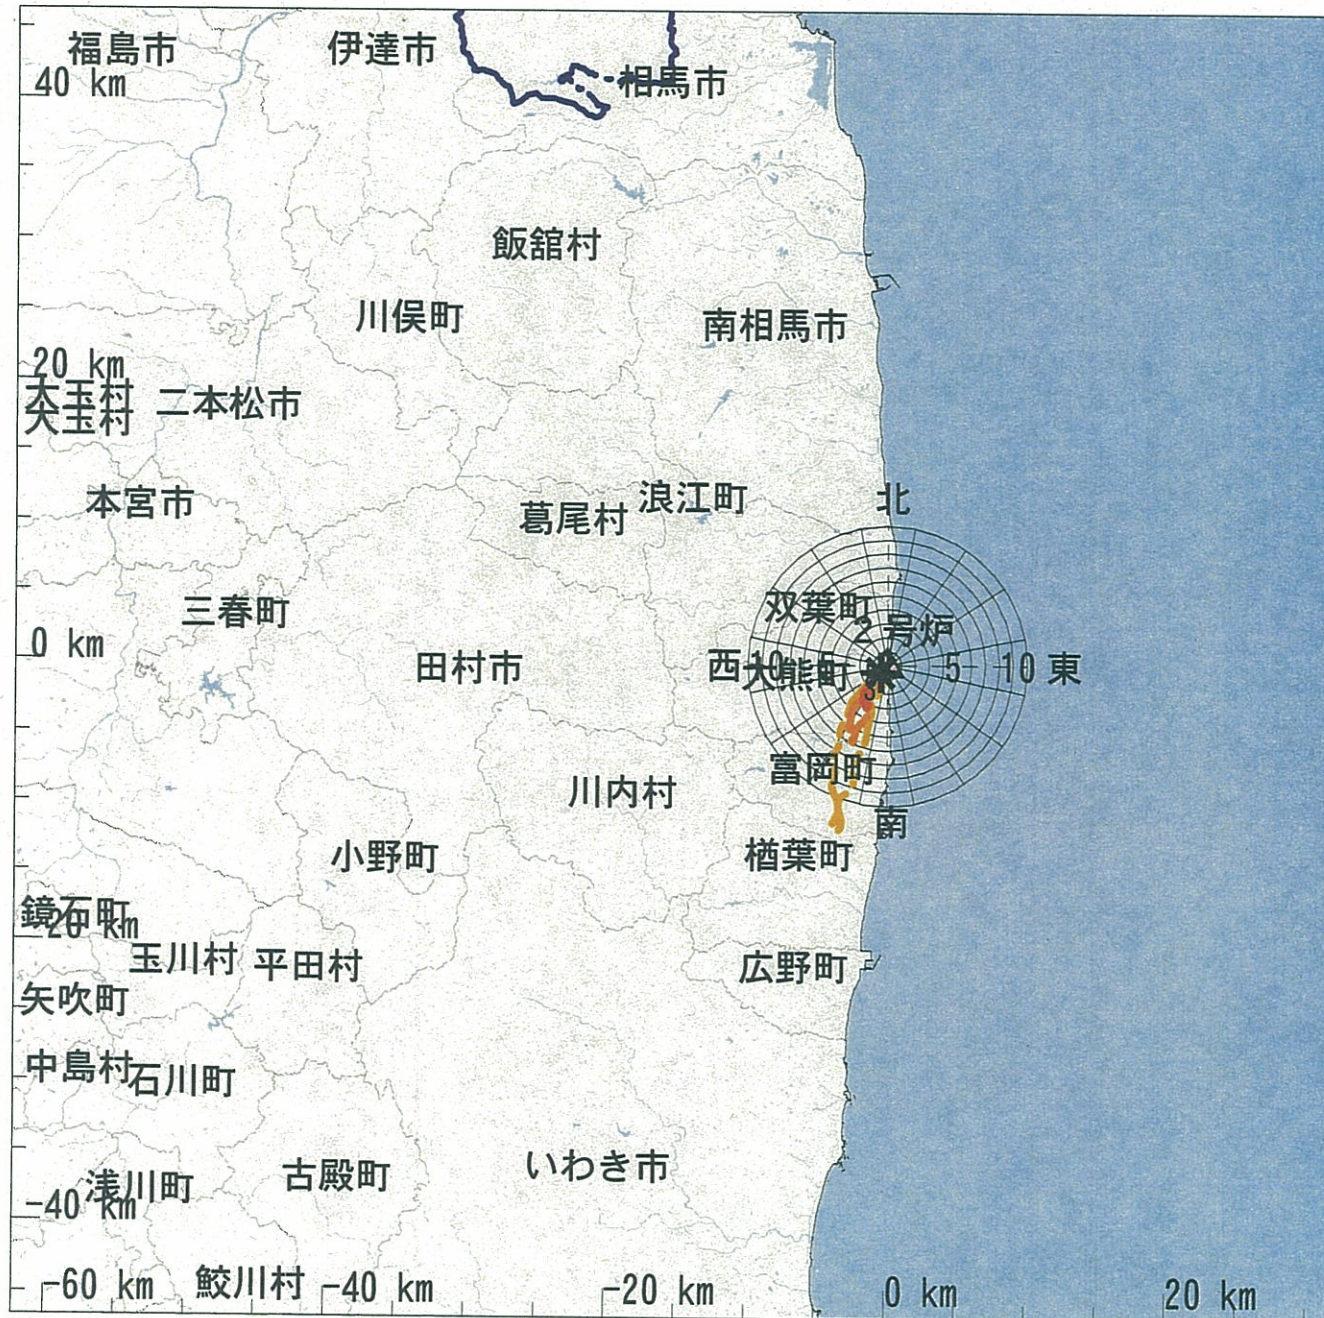 福島市
伊達市
相馬市
40 km
飯舘村
川俣町
南相馬市
20 km
大玉村
二本松市
大玉村
本宮市
葛尾村
浪江町
北
三春町
双葉町
2号炉
0 km
田村市
西
10
5
大熊町
5
10
東
富岡町
川内村
南
小野町
楢葉町
鏡石町
-20 km
玉川村
平田村
広野町
矢吹町
中島村
石川町
浅川町
古殿町
いわき市
-40 km
-60 km
鮫川村
-40 km
-20 km
0 km
20 km